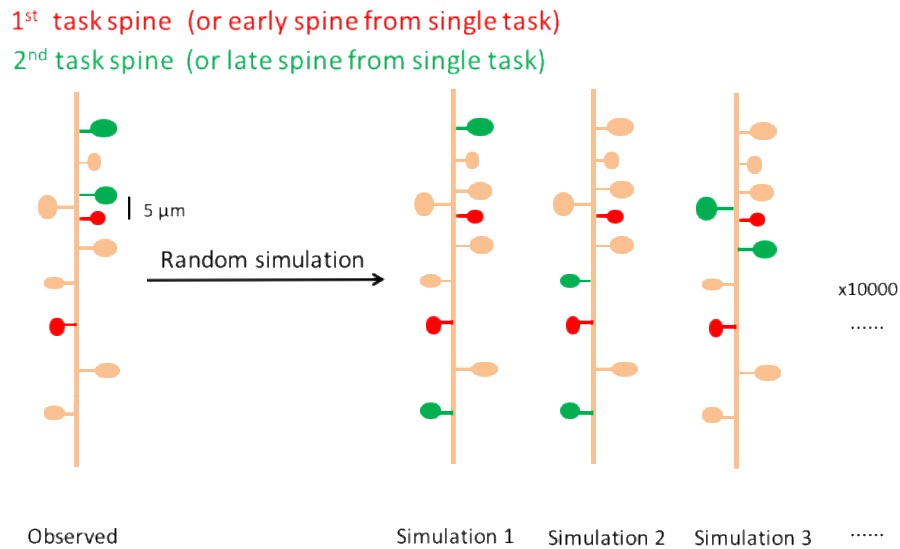 1st task spine (or early spine from single task)
2nd task spine (or late spine from single task)
5 µm
Random simulation
x10000
......
Observed
Simulation 1
Simulation 2
Simulation 3
......